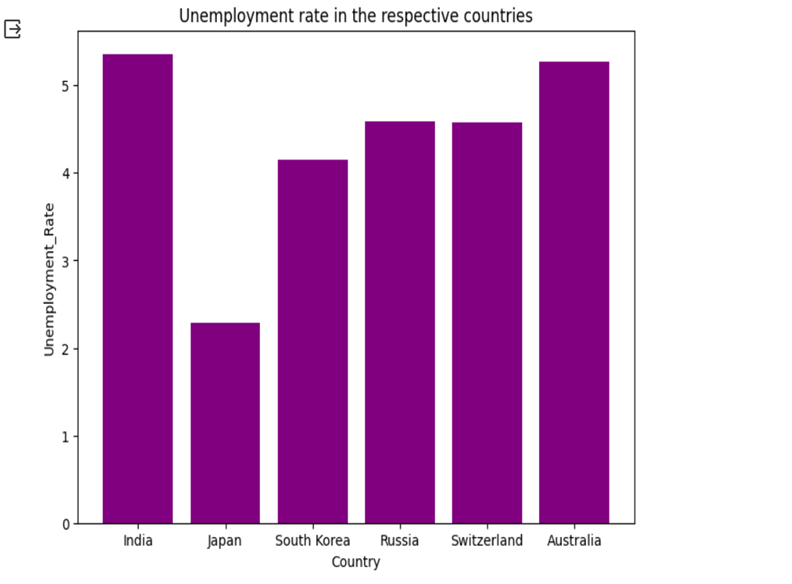 Unemployment rate in the respective countries
5
4
3
2
1
0
Unemployment_Rate
India Japan South Korea Russia Switzerland Australia
Country